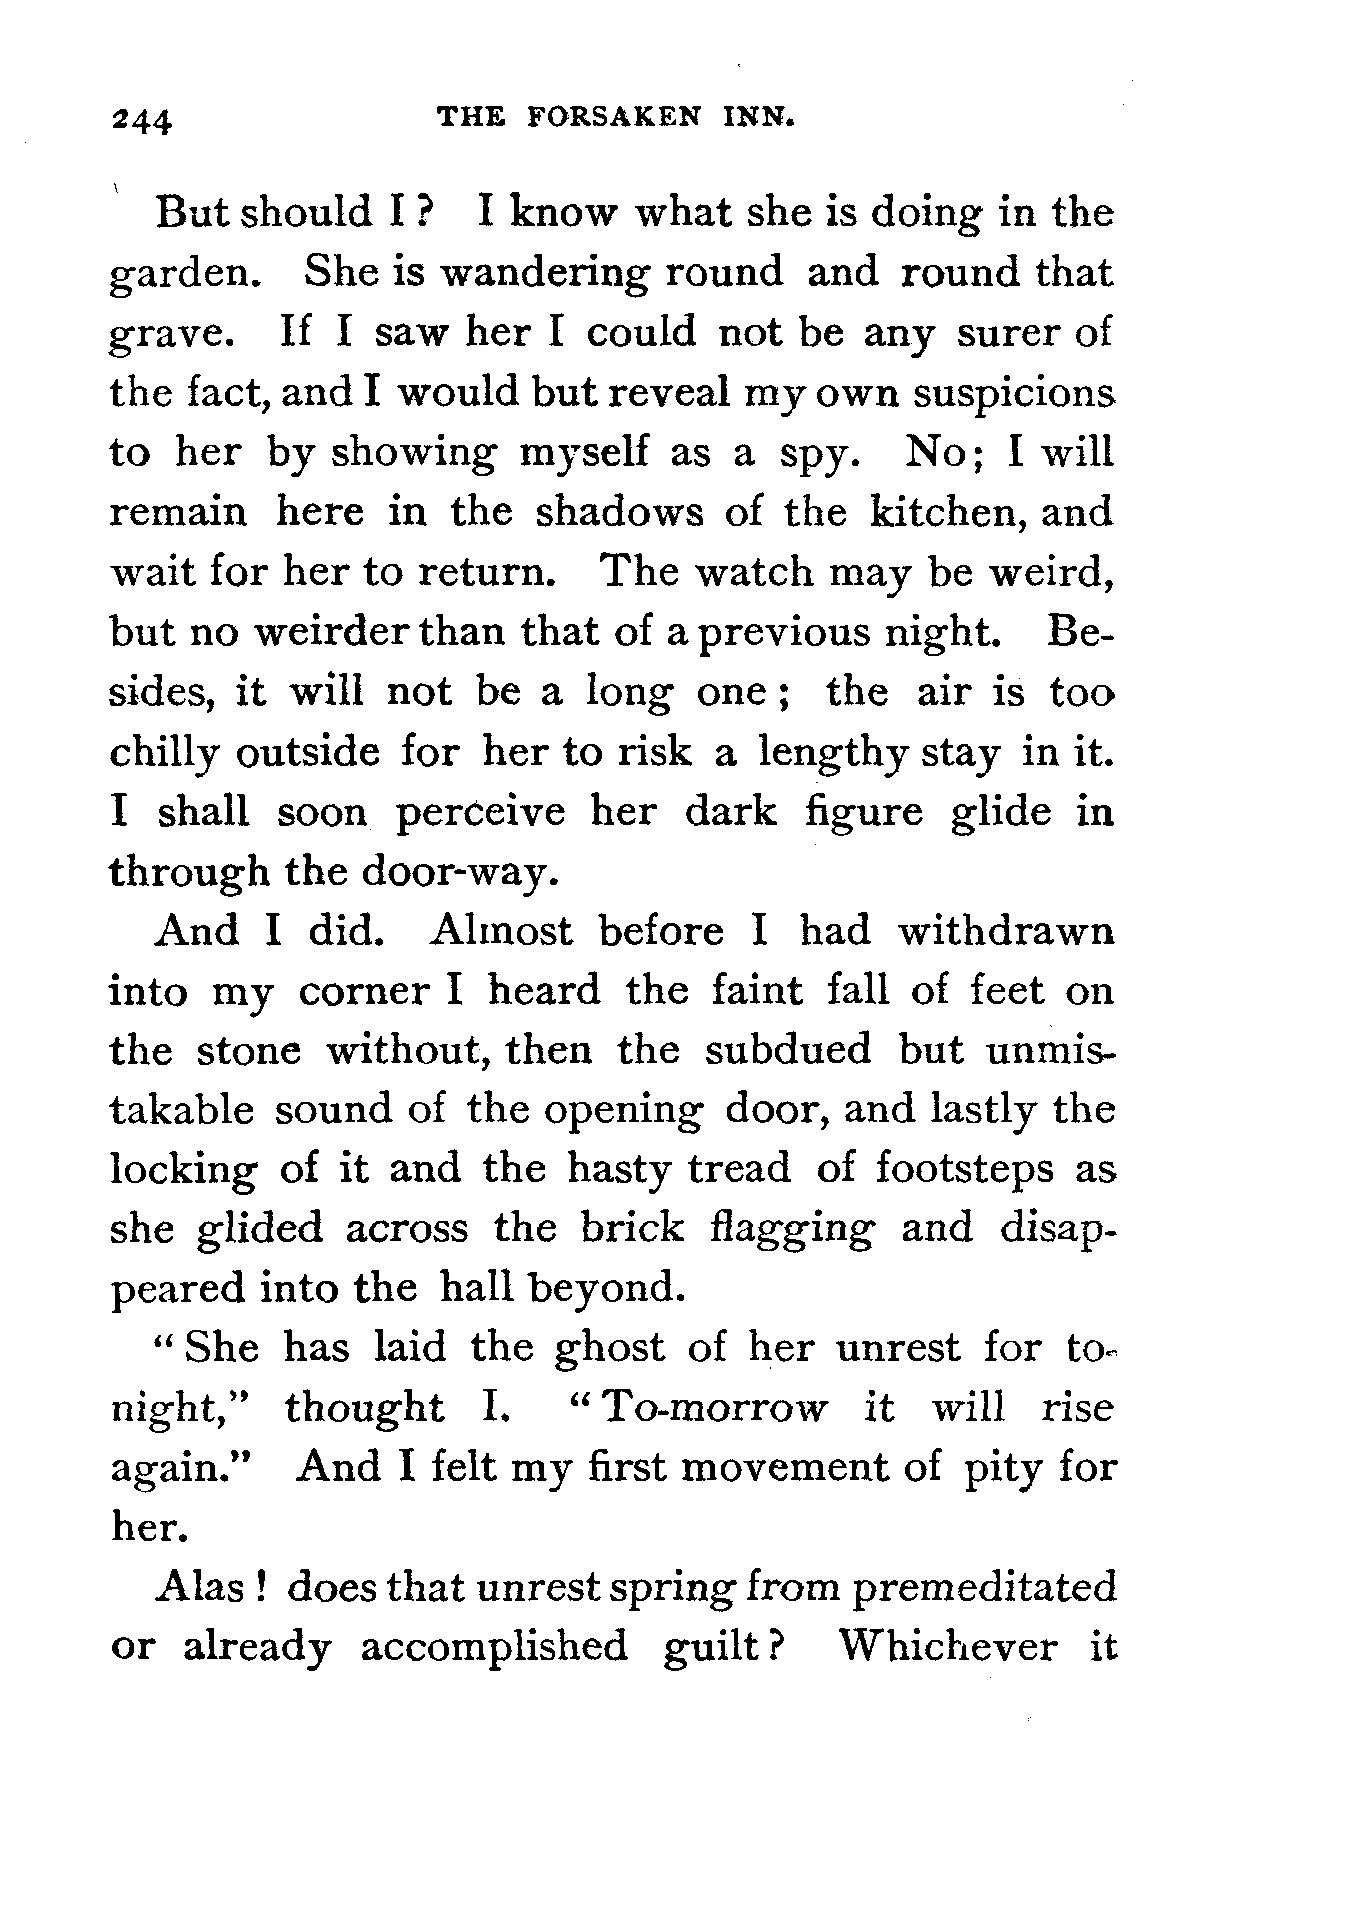 244 THE FORSAKEN INN.
But should I? I know what she is doing in the
garden. She is wandering round and round that
grave. If I saw her I could not be any surer of
the fact, and I would but reveal my own suspicions
to her by showing myself as a spy. No; I will
remain here in the shadows of the kitchen, and
wait for her to return. The watch may be weird,
but no weirder than that of a previous night. Be-
sides, it will not be a long one; the air is too
chilly outside for her to risk a lengthy stay in it.
I shall soon perceive her dark figure glide in
through the door-way.
And I did. Almost before I had withdrawn
into my corner I heard the faint fall of feet on
the stone without, then the subdued but unmis-
takable sound of the opening door, and lastly the
locking of it and the hasty tread of footsteps as
she glided across the brick flagging and disap-
peared into the hall beyond.
"She has laid the ghost of her unrest for to-
night," thought I. "To-morrow it will rise
again." And I felt my first movement of pity for
her.
Alas! does that unrest spring from premeditated
or already accomplished guilt? Whichever it